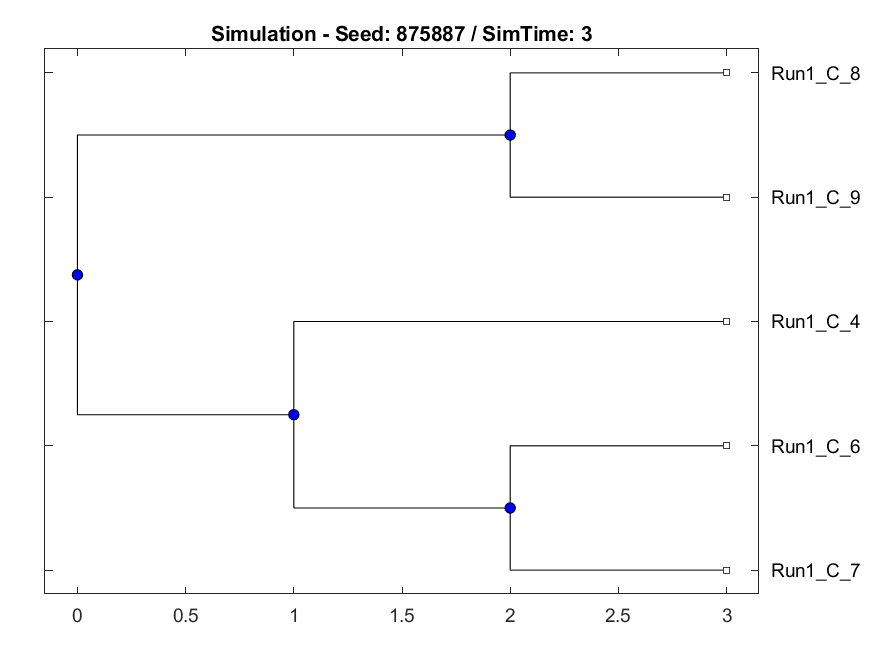 Simulation - Seed: 875887 / SimTime: 3
Run1_C_8
Run1_C_9
Run1_C_4
Run1_C_6
Run1_C_7
0 0.5 1 1.5 2 2.5 3